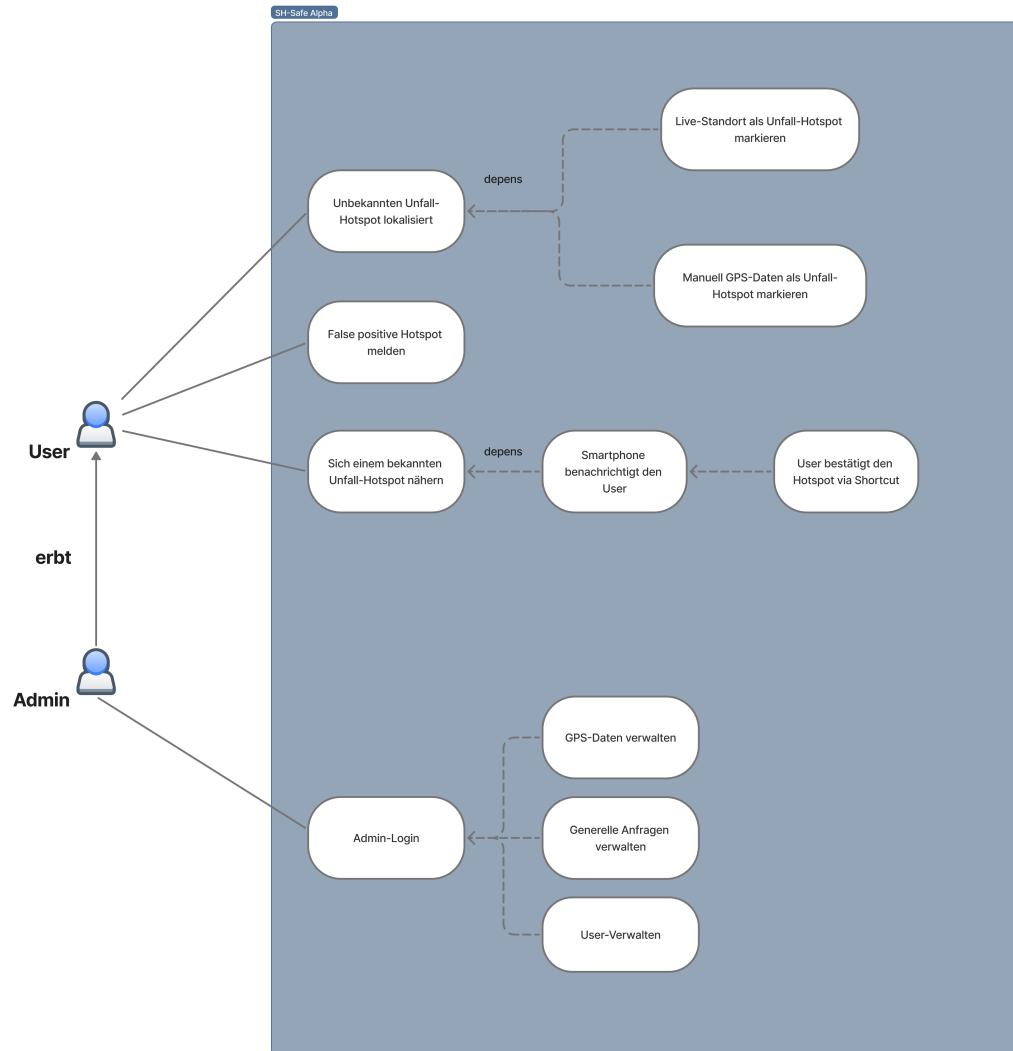 SH-Safe Alpha
Live-Standort als Unfall-Hotspot
markieren
depens
Unbekannten Unfall-
Hotspot lokalisiert
Manuell GPS-Daten als Unfall-
Hotspot markieren
False positive Hotspot
melden
User
depens
Sich einem bekannten
Unfall-Hotspot nähern
Smartphone
benachrichtigt den
User
User bestätigt den
Hotspot via Shortcut
erbt
Admin
GPS-Daten verwalten
Admin-Login
Generelle Anfragen
verwalten
User-Verwalten